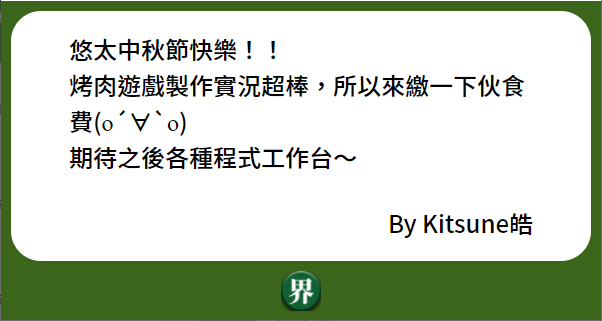 悠太中秋節快樂！！
烤肉遊戲製作實況超棒，所以來繳一下伙食
費(o´∀`o)
期待之後各種程式工作台～
By Kitsune皓
界